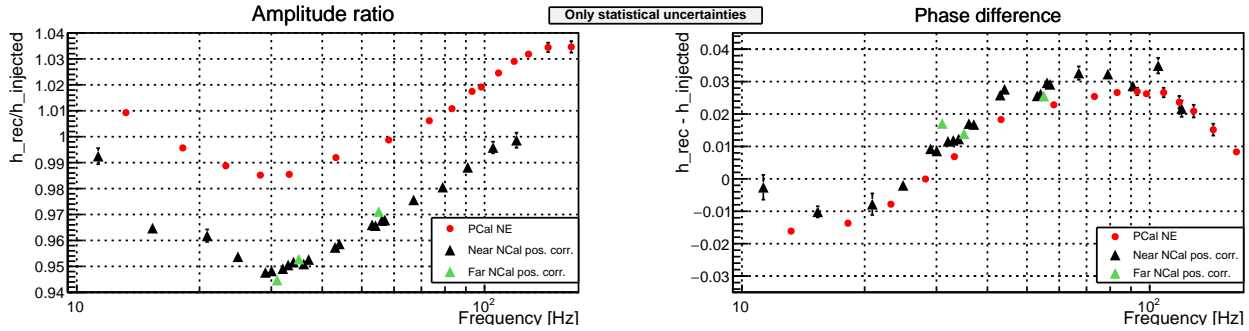 Amplitude ratio
Only statistical uncertainties
Phase difference
h_rec/h_injected
1.04
1.03
1.02
1.01
1
0.99
0.98
0.97
0.96
0.95
0.94
10
10²
Frequency [Hz]
PCal NE
Near NCal pos. corr.
Far NCal pos. corr.
h_rec - h_injected
0.04
0.03
0.02
0.01
0
−0.01
−0.02
−0.03
10
10²
Frequency [Hz]
PCal NE
Near NCal pos. corr.
Far NCal pos. corr.